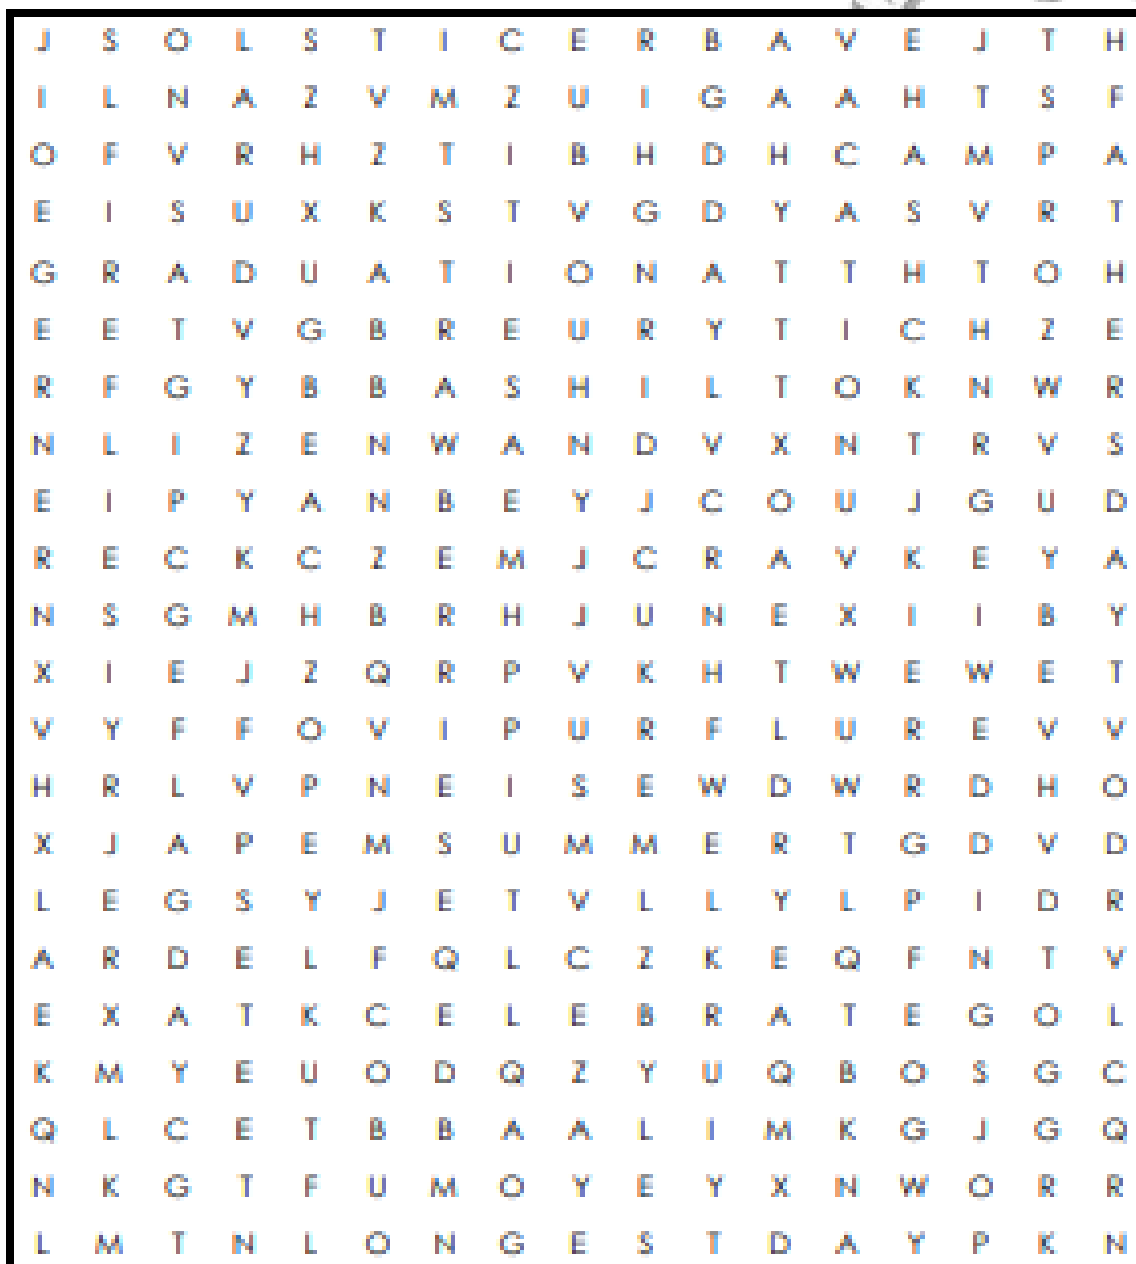 J S O L S T I C E R B A V E J T H
I L N A Z V M Z U I G A A H T S F
O F V R H Z T I B H D H C A M P A
E I S U X K S T V G D Y A S V R T
G R A D U A T I O N A T T H T O H
E E T V G B R E U R Y T I C H Z E
R F G Y B B A S H I L T O K N W R
N L I Z E N W A N D V X N T R V S
E I P Y A N B E Y J C O U J G U D
R E C K C Z E M J C R A V K E Y A
N S G M H B R H J U N E X I I B Y
X I E J Z Q R P V K H T W E W E T
V Y F F O V I P U R F L U R E V V
H R L V P N E I S E W D W R D H O
X J A P E M S U M M E R T G D V D
L E G S Y J E T V L L Y L P I D R
A R D E L F Q L C Z K E Q F N T V
E X A T K C E L E B R A T E G O L
K M Y E U O D Q Z Y U Q B O S G C
Q L C E T B B A A L I M K G J G Q
N K G T F U M O Y E Y X N W O R R
L M T N L O N G E S T D A Y P K N